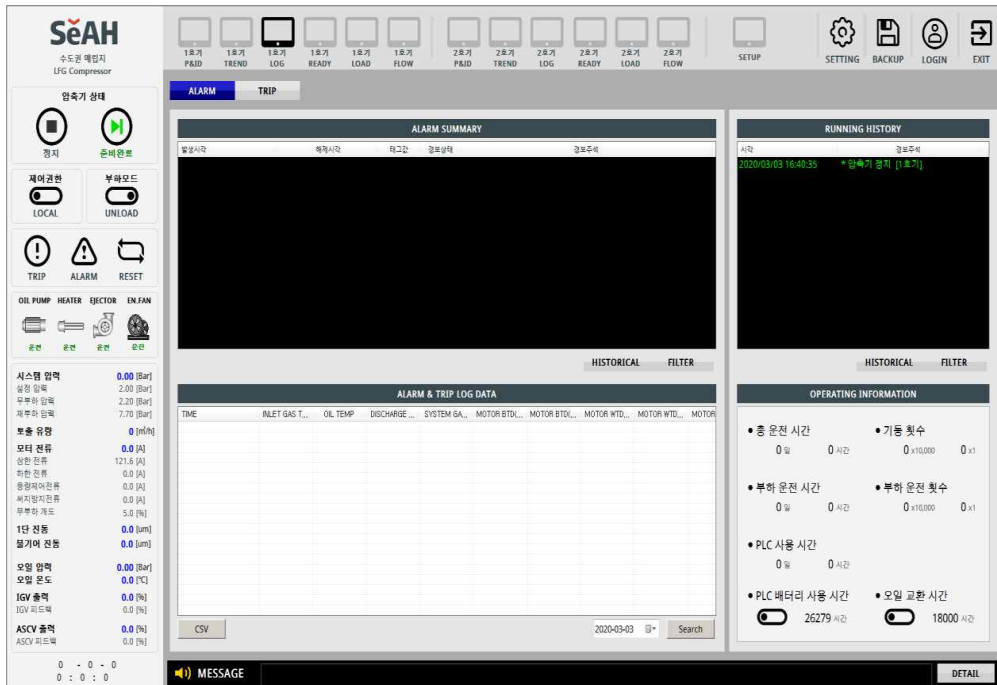 SeAH
수도권 매립지
LFG Compressor
압축기 상태
정지 준비완료
제어권한 부하모드
LOCAL UNLOAD
TRIP ALARM RESET
OIL PUMP HEATER EJECTOR EN.FAN
운전 운전 운전 운전
시스템 압력 0.00 [Bar]
설정 압력 2.00 [Bar]
무부하 압력 2.20 [Bar]
재부하 압력 7.70 [Bar]
토출 유량 0 [㎥/h]
모터 전류 0.0 [A]
상한 전류 121.6 [A]
하한 전류 0.0 [A]
용량제어전류 0.0 [A]
써지방지전류 0.0 [A]
무부하 개도 5.0 [%]
1단 진동 0.0 [um]
불기어 진동 0.0 [um]
오일 압력 0.00 [Bar]
오일 온도 0.0 [℃]
IGV 출력 0.0 [%]
IGV 피드백 0.0 [%]
ASCV 출력 0.0 [%]
ASCV 피드백 0.0 [%]
0 - 0 - 0
0 : 0 : 0
1호기 P&ID
1호기 TREND
1호기 LOG
1호기 READY
1호기 LOAD
1호기 FLOW
2호기 P&ID
2호기 TREND
2호기 LOG
2호기 READY
2호기 LOAD
2호기 FLOW
SETUP
SETTING BACKUP LOGIN EXIT
ALARM TRIP
ALARM SUMMARY
발생시각 해제시각 태그값 경보상태 경보주석
HISTORICAL FILTER
RUNNING HISTORY
시각 경보주석
2020/03/03 16:40:35 * 압축기 정지 [1호기]
HISTORICAL FILTER
ALARM & TRIP LOG DATA
TIME INLET GAS T... OIL TEMP DISCHARGE ... SYSTEM GA... MOTOR BTD(... MOTOR BTD(... MOTOR WTD... MOTOR WTD... MOTOR
CSV 2020-03-03 Search
OPERATING INFORMATION
● 총 운전 시간 ● 기동 횟수
0 일 0 시간 0 x10,000 0 x1
● 부하 운전 시간 ● 부하 운전 횟수
0 일 0 시간 0 x10,000 0 x1
● PLC 사용 시간
0 일 0 시간
● PLC 배터리 사용 시간 ● 오일 교환 시간
26279 시간 18000 시간
MESSAGE DETAIL